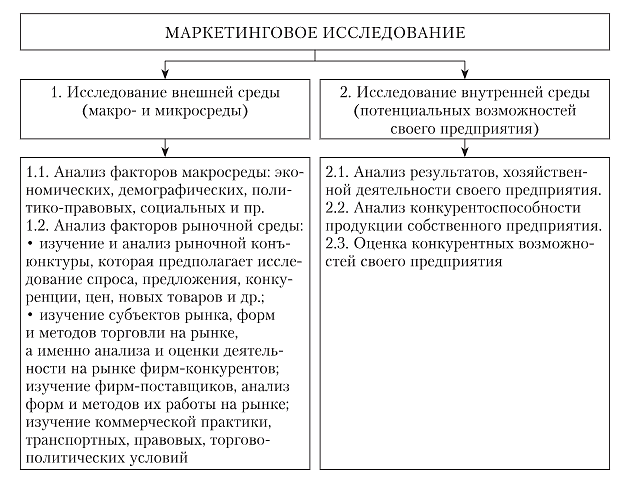 МАРКЕТИНГОВОЕ ИССЛЕДОВАНИЕ
1. Исследование внешней среды
(макро- и микросреды)
2. Исследование внутренней среды
(потенциальных возможностей
своего предприятия)
1.1. Анализ факторов макросреды: эко-
номических, демографических, поли-
тико-правовых, социальных и пр.
1.2. Анализ факторов рыночной среды:
• изучение и анализ рыночной конъ-
юнктуры, которая предполагает иссле-
дование спроса, предложения, конку-
ренции, цен, новых товаров и др.;
• изучение субъектов рынка, форм
и методов торговли на рынке,
а именно анализа и оценки деятель-
ности на рынке фирм-конкурентов;
изучение фирм-поставщиков, анализ
форм и методов их работы на рынке;
изучение коммерческой практики,
транспортных, правовых, торгово-
политических условий
2.1. Анализ результатов, хозяйствен-
ной деятельности своего предприятия.
2.2. Анализ конкурентоспособности
продукции собственного предприятия.
2.3. Оценка конкурентных возможно-
стей своего предприятия